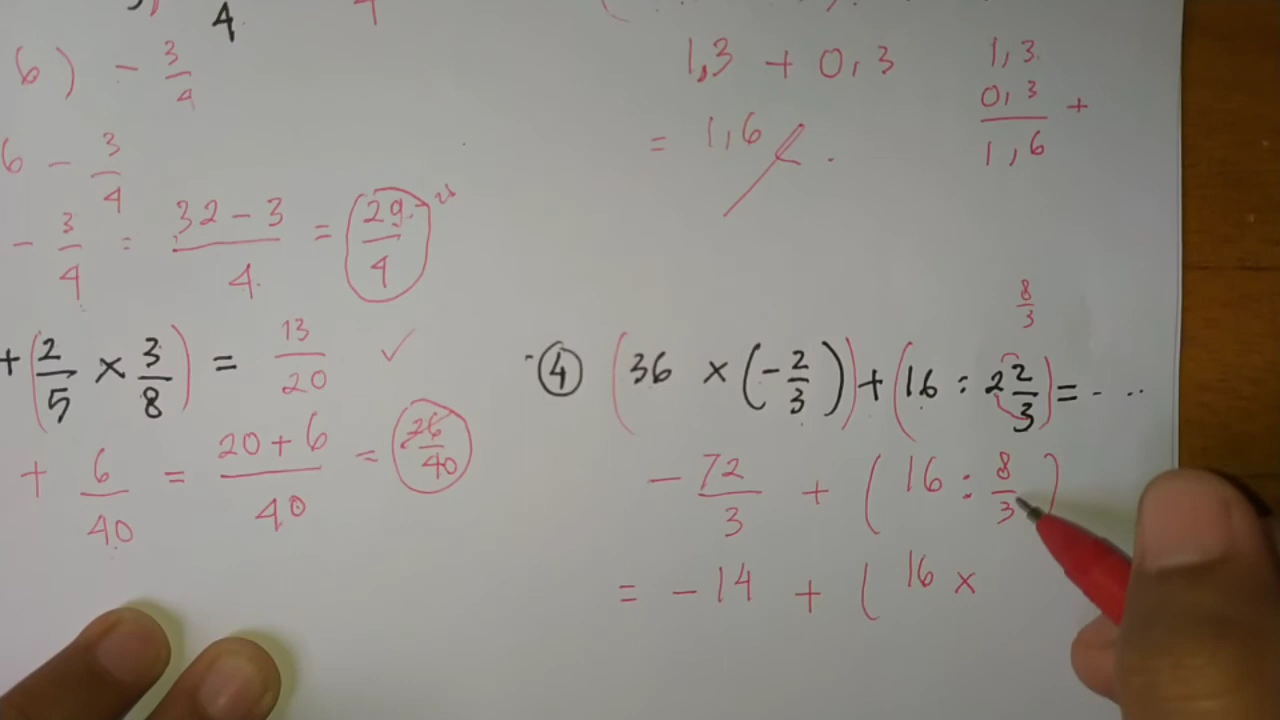 4
6) - 3/4
6 - 3/4
- 3/4 = 32 - 3/4 = 29/4
+ (2/5 × 3/8) = 13/20 ✓
+ 6/40 = 20 + 6/40 = 26/40
1,3 + 0,3
= 1,6
1,3
0,3 +
1,6
8/3
④ (36 × (-2/3)) + (16 : 2 2/3) = ....
- 72/3 + (16 : 8/3)
= - 14 + (16 ×